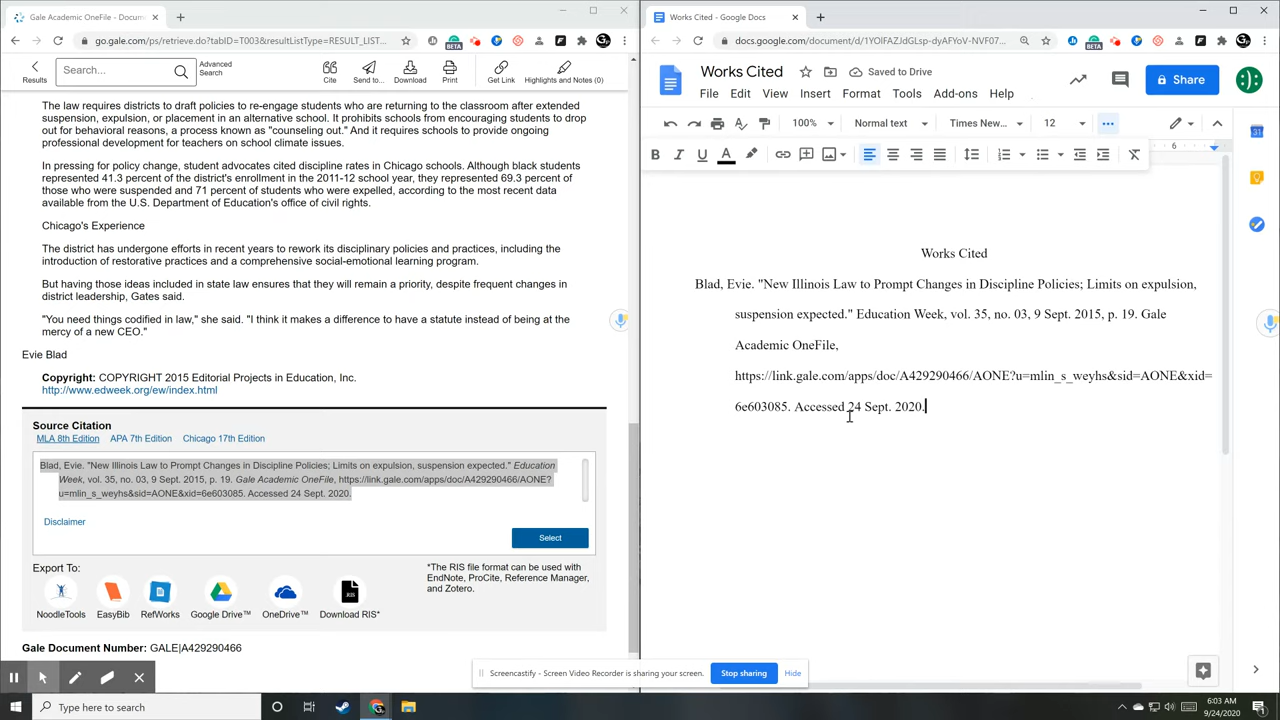 Gale Academic OneFile - Docum
Works Cited - Google Docs
go.gale.com/ps/retrieve.do?tabID=T003&resultListType=RESULT_LIST...
BETA
docs.google.com/document/d/1YOlFAZJdGLsp-dyAFYoV-NVF07...
BETA
Results
Search...
Advanced
Search
Cite
Send to...
Download
Print
Get Link
Highlights and Notes (0)
Works Cited
Saved to Drive
File Edit View Insert Format Tools Add-ons Help
Share
100%
Normal text
Times New...
12
6
The law requires districts to draft policies to re-engage students who are returning to the classroom after extended
suspension, expulsion, or placement in an alternative school. It prohibits schools from encouraging students to drop
out for behavioral reasons, a process known as "counseling out." And it requires schools to provide ongoing
professional development for teachers on school climate issues.
In pressing for policy change, student advocates cited discipline rates in Chicago schools. Although black students
represented 41.3 percent of the district's enrollment in the 2011-12 school year, they represented 69.3 percent of
those who were suspended and 71 percent of students who were expelled, according to the most recent data
available from the U.S. Department of Education's office of civil rights.
Chicago's Experience
The district has undergone efforts in recent years to rework its disciplinary policies and practices, including the
introduction of restorative practices and a comprehensive social-emotional learning program.
But having those ideas included in state law ensures that they will remain a priority, despite frequent changes in
district leadership, Gates said.
"You need things codified in law," she said. "I think it makes a difference to have a statute instead of being at the
mercy of a new CEO."
Evie Blad
Copyright: COPYRIGHT 2015 Editorial Projects in Education, Inc.
http://www.edweek.org/ew/index.html
Source Citation
MLA 8th Edition APA 7th Edition Chicago 17th Edition
Blad, Evie. "New Illinois Law to Prompt Changes in Discipline Policies; Limits on expulsion, suspension expected." Education
Week, vol. 35, no. 03, 9 Sept. 2015, p. 19. Gale Academic OneFile, https://link.gale.com/apps/doc/A429290466/AONE?
u=mlin_s_weyhs&sid=AONE&xid=6e603085. Accessed 24 Sept. 2020.
Disclaimer
Select
Export To:
*The RIS file format can be used with
EndNote, ProCite, Reference Manager,
and Zotero.
.RIS
NoodleTools
EasyBib
RefWorks
Google Drive™
OneDrive™
Download RIS*
Gale Document Number: GALE|A429290466
Works Cited
Blad, Evie. "New Illinois Law to Prompt Changes in Discipline Policies; Limits on expulsion,
suspension expected." Education Week, vol. 35, no. 03, 9 Sept. 2015, p. 19. Gale
Academic OneFile,
https://link.gale.com/apps/doc/A429290466/AONE?u=mlin_s_weyhs&sid=AONE&xid=
6e603085. Accessed 24 Sept. 2020.
31
Screencastify - Screen Video Recorder is sharing your screen.
Stop sharing
Hide
Type here to search
6:03 AM
9/24/2020
1